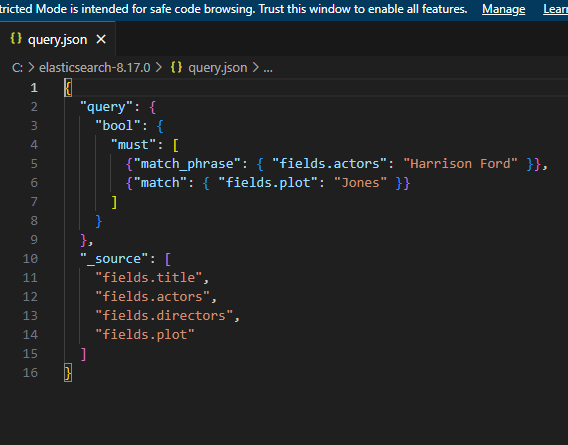 stricted Mode is intended for safe code browsing. Trust this window to enable all features. Manage Lear
{} query.json ×
C: > elasticsearch-8.17.0 > {} query.json > ...
1 {
2 "query": {
3 "bool": {
4 "must": [
5 {"match_phrase": { "fields.actors": "Harrison Ford" }},
6 {"match": { "fields.plot": "Jones" }}
7 ]
8 }
9 },
10 "_source": [
11 "fields.title",
12 "fields.actors",
13 "fields.directors",
14 "fields.plot"
15 ]
16 }